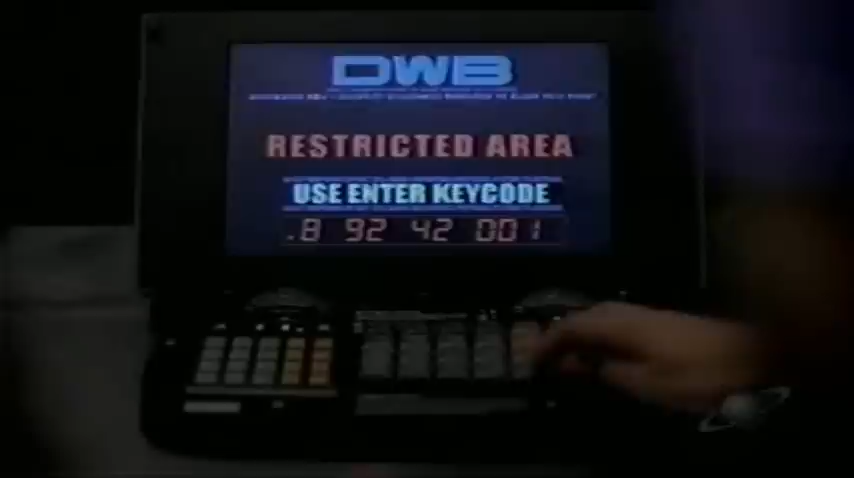 DWB
RESTRICTED AREA
USE ENTER KEYCODE
.8 92 42 001